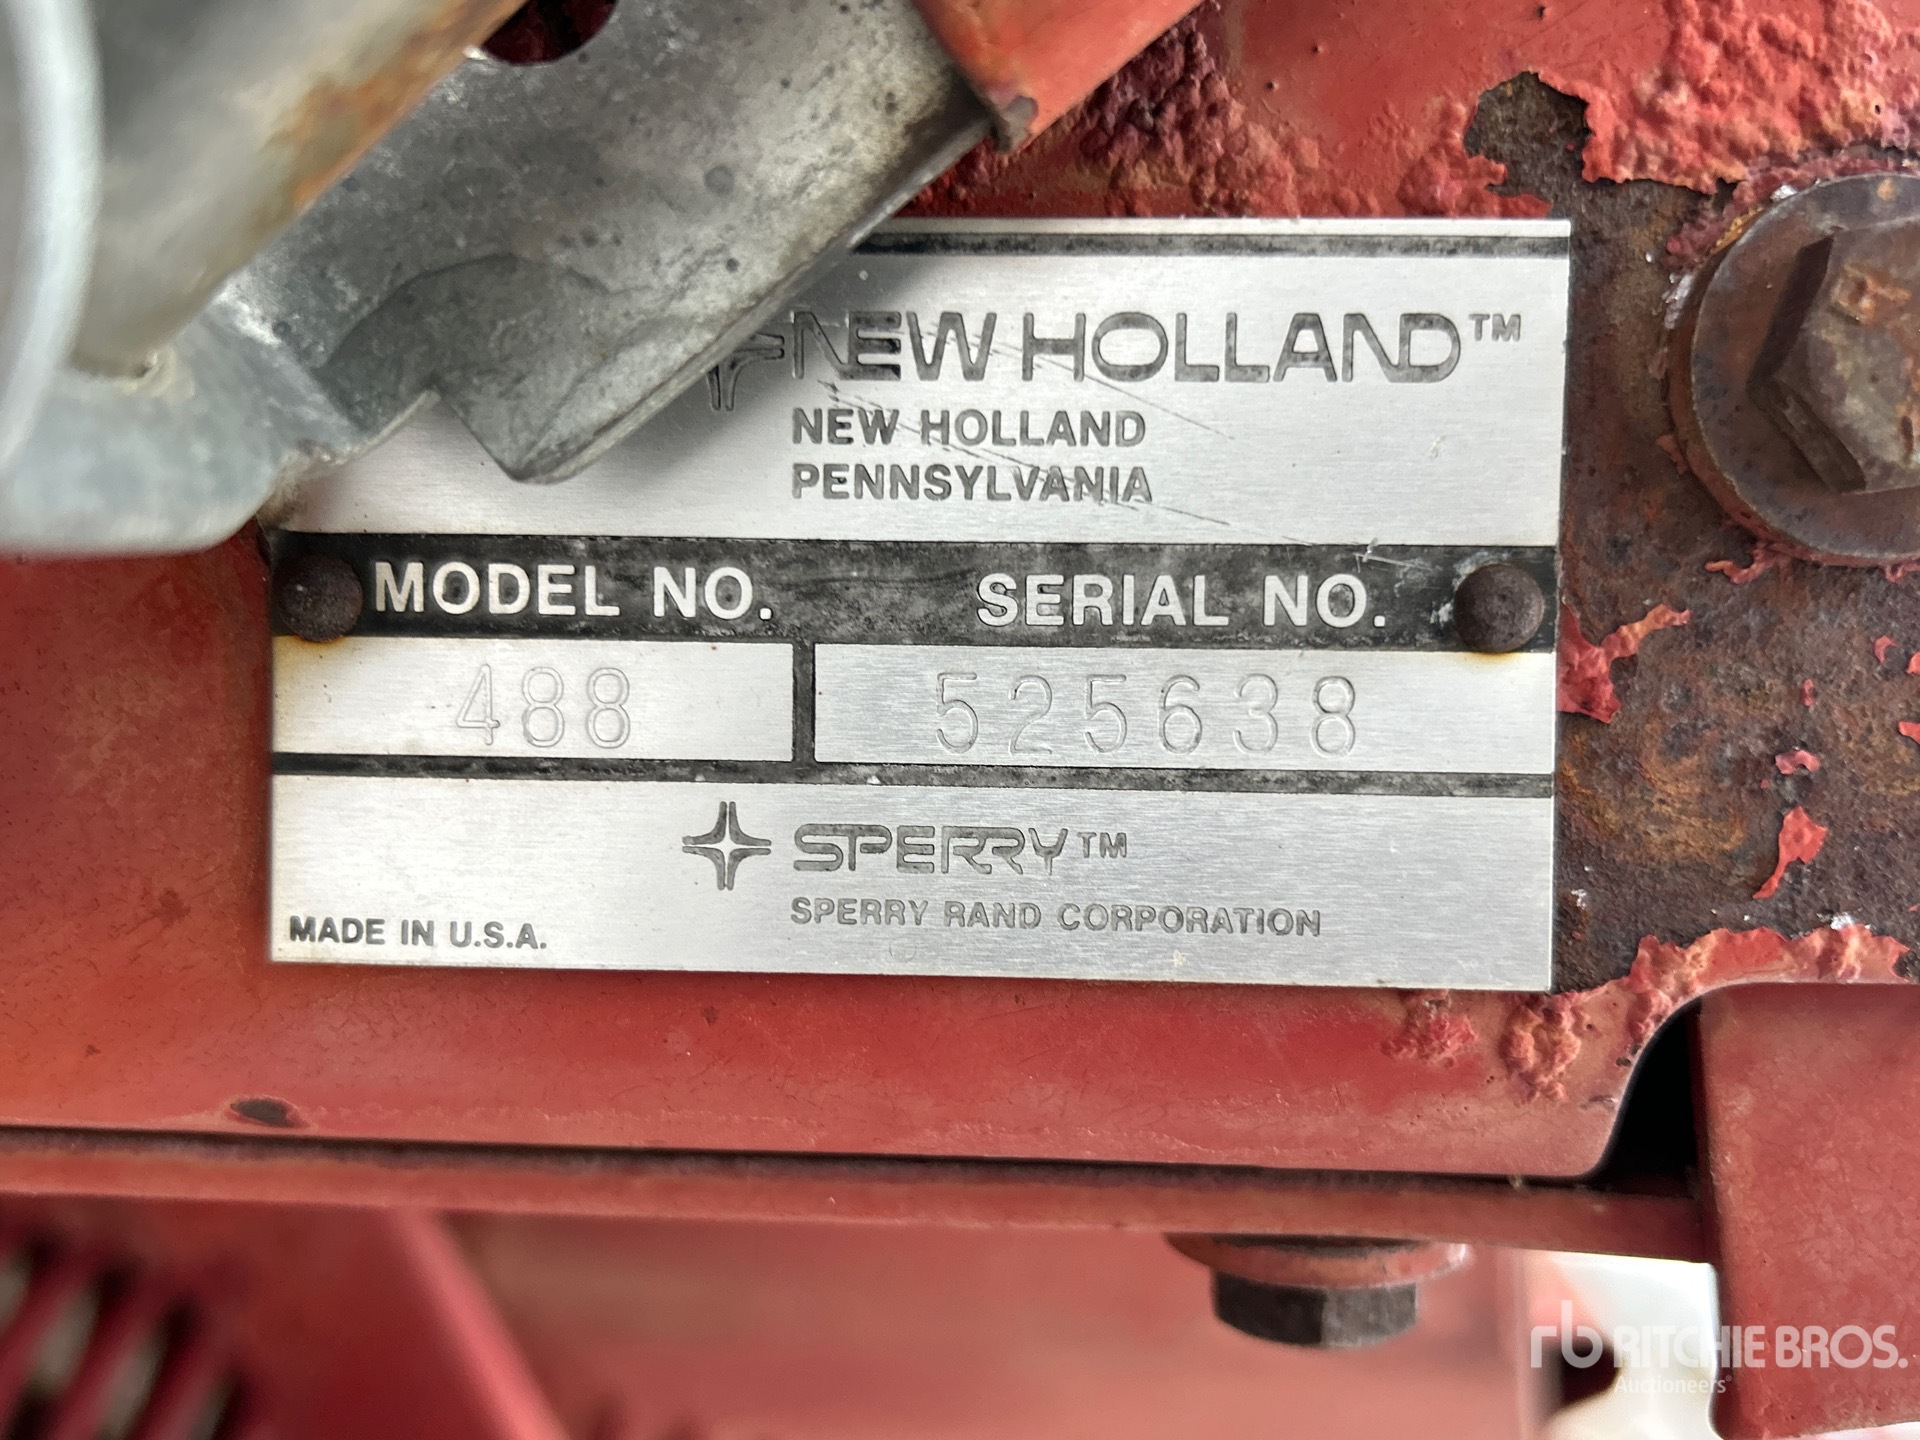 NEW HOLLAND™
NEW HOLLAND
PENNSYLVANIA
MODEL NO. SERIAL NO.
488 525638
SPERRY™
SPERRY RAND CORPORATION
MADE IN U.S.A.
rb RITCHIE BROS.
Auctioneers